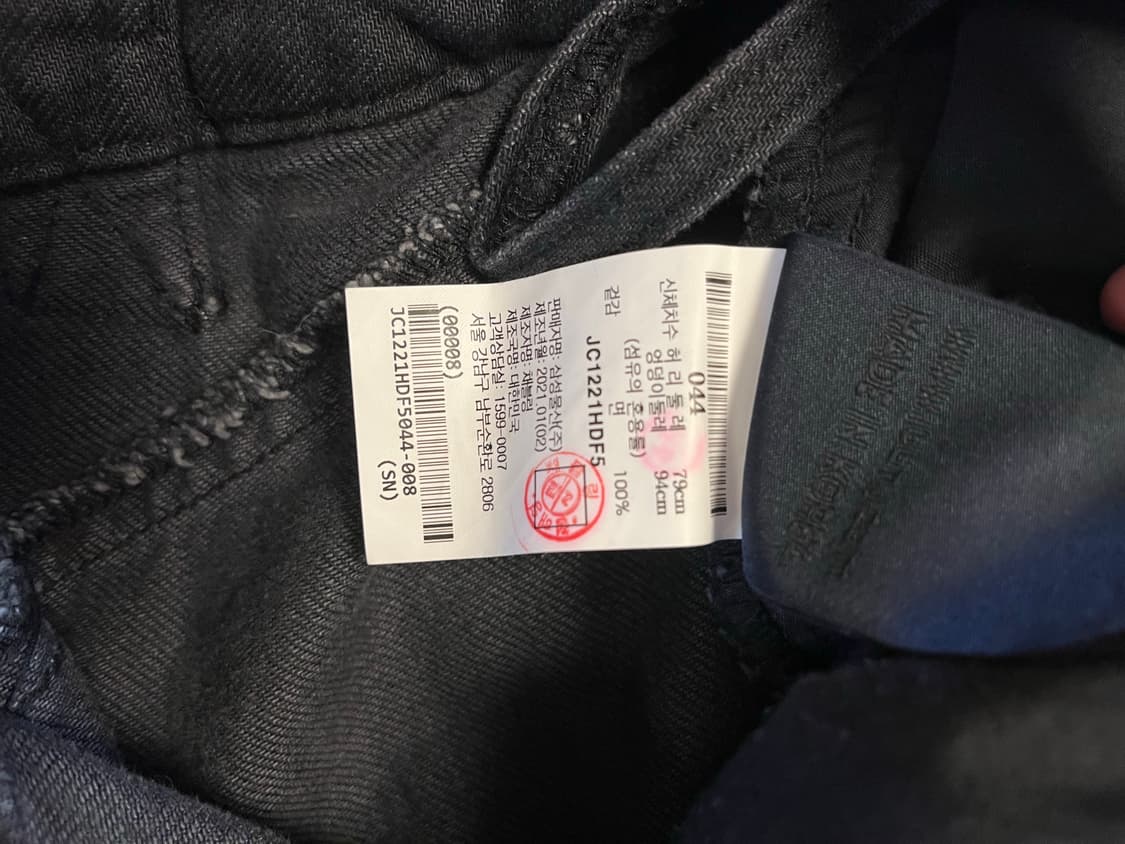 044
신체치수 허 리 둘 레 79cm
엉덩이둘레 94cm
(섬유의 혼용률)
겉감 면 100%
JC1221HDF5
판매자명: 삼성물산(주)
제조년월: 2021.01(02)
제조자명: 채블링
제조국명: 대한민국
고객상담실: 1599-0007
서울 강남구 남부순환로 2806
(00008)
JC1221HDF5044-008
(SN)
MADE IN KOREA